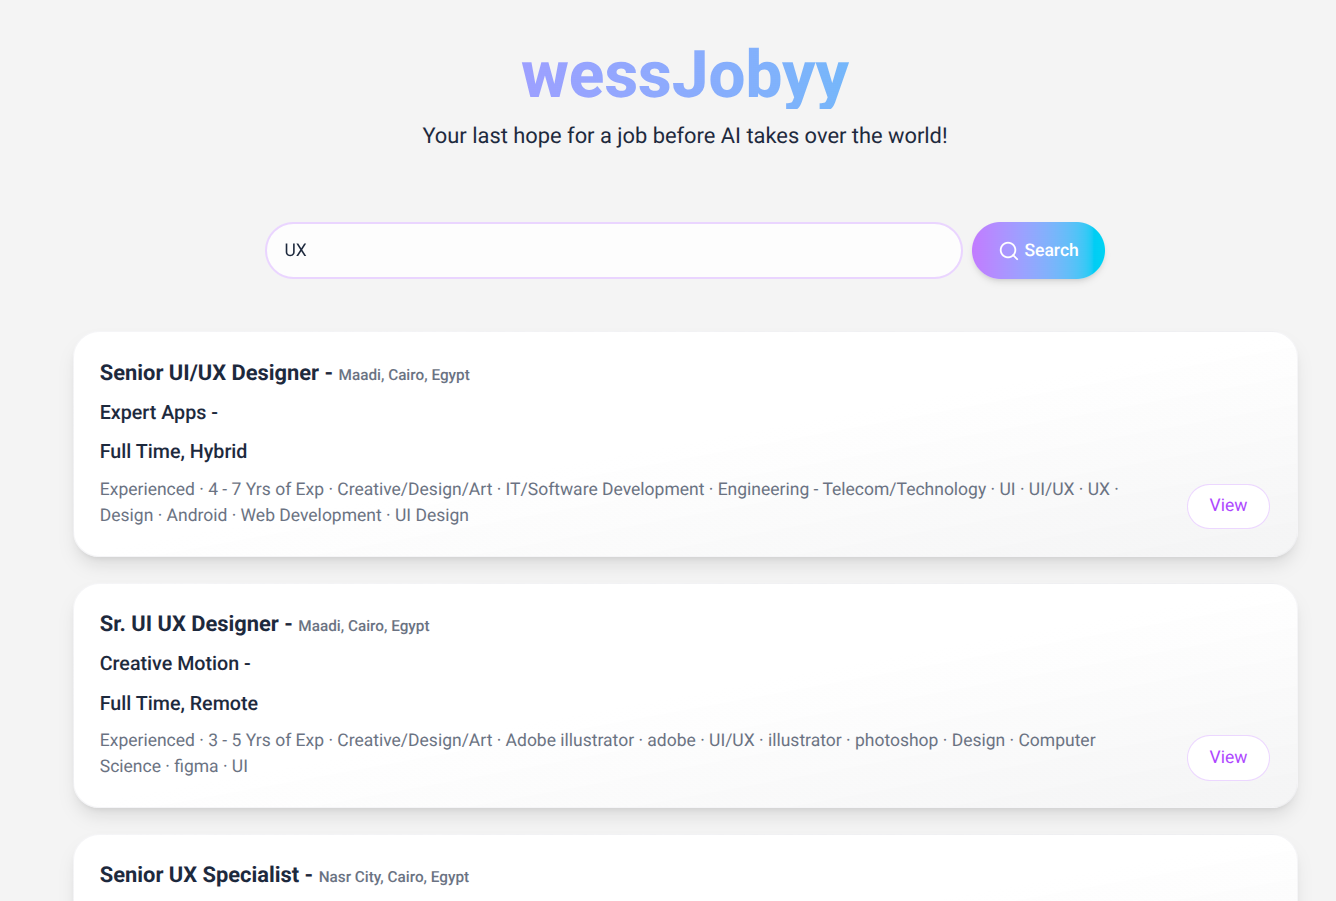 wessJobyy
Your last hope for a job before AI takes over the world!
UX
Search
Senior UI/UX Designer - Maadi, Cairo, Egypt
Expert Apps -
Full Time, Hybrid
Experienced · 4 - 7 Yrs of Exp · Creative/Design/Art · IT/Software Development · Engineering - Telecom/Technology · UI · UI/UX · UX ·
Design · Android · Web Development · UI Design
View
Sr. UI UX Designer - Maadi, Cairo, Egypt
Creative Motion -
Full Time, Remote
Experienced · 3 - 5 Yrs of Exp · Creative/Design/Art · Adobe illustrator · adobe · UI/UX · illustrator · photoshop · Design · Computer
Science · figma · UI
View
Senior UX Specialist - Nasr City, Cairo, Egypt